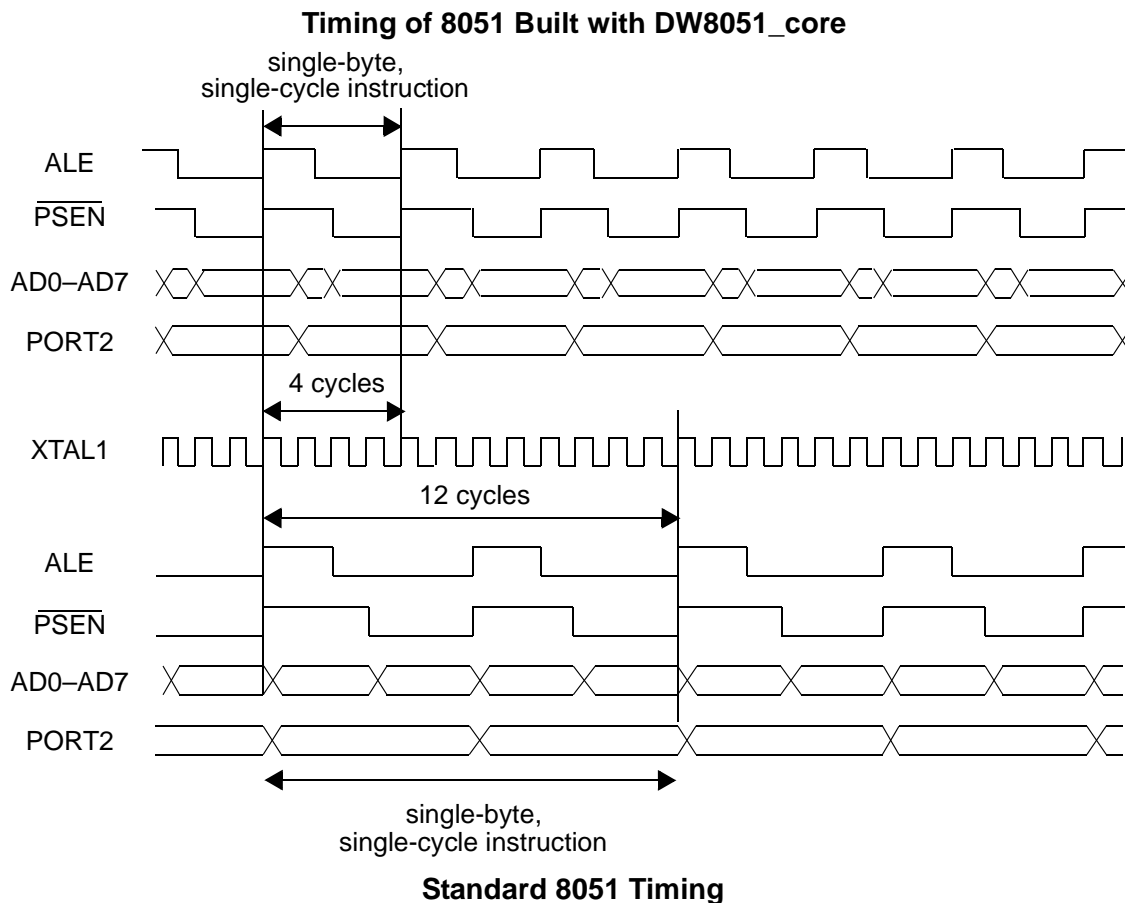 Timing of 8051 Built with DW8051_core
single-byte,
single-cycle instruction
ALE
PSEN
AD0–AD7
PORT2
4 cycles
XTAL1
12 cycles
ALE
PSEN
AD0–AD7
PORT2
single-byte,
single-cycle instruction
Standard 8051 Timing